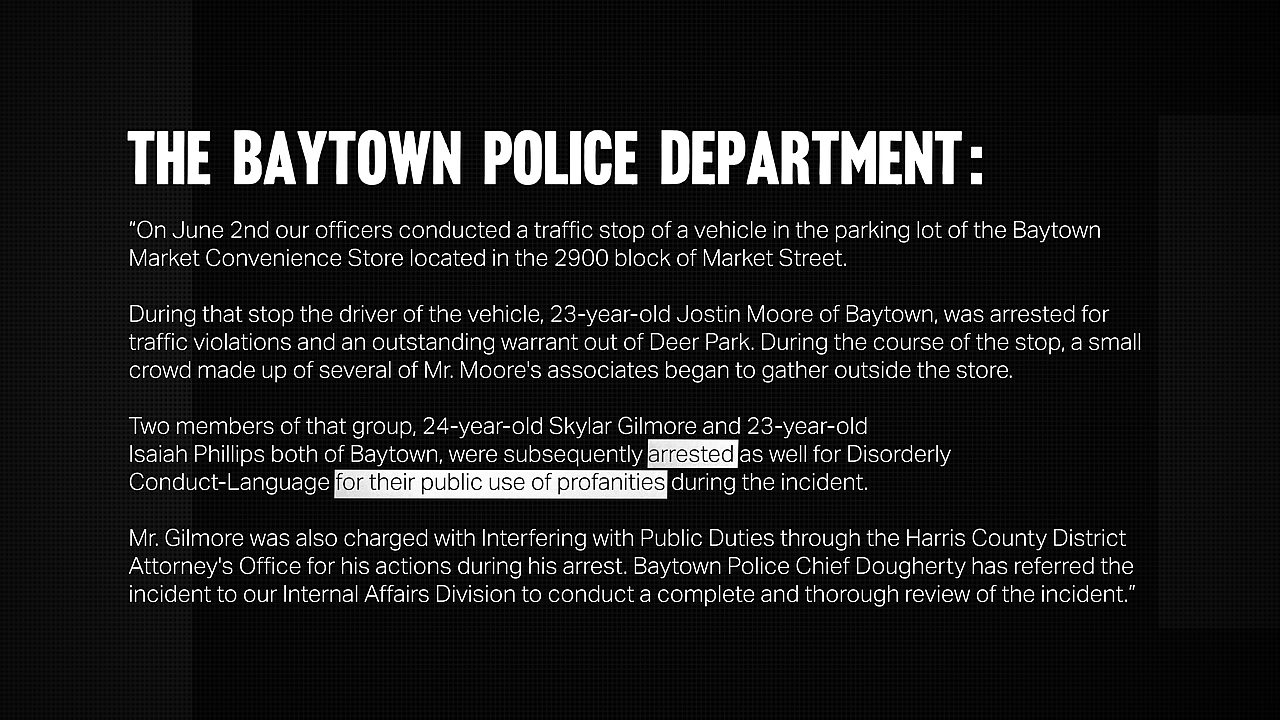 THE BAYTOWN POLICE DEPARTMENT:
“On June 2nd our officers conducted a traffic stop of a vehicle in the parking lot of the Baytown
Market Convenience Store located in the 2900 block of Market Street.
During that stop the driver of the vehicle, 23-year-old Jostin Moore of Baytown, was arrested for
traffic violations and an outstanding warrant out of Deer Park. During the course of the stop, a small
crowd made up of several of Mr. Moore's associates began to gather outside the store.
Two members of that group, 24-year-old Skylar Gilmore and 23-year-old
Isaiah Phillips both of Baytown, were subsequently arrested as well for Disorderly
Conduct-Language for their public use of profanities during the incident.
Mr. Gilmore was also charged with Interfering with Public Duties through the Harris County District
Attorney's Office for his actions during his arrest. Baytown Police Chief Dougherty has referred the
incident to our Internal Affairs Division to conduct a complete and thorough review of the incident.”